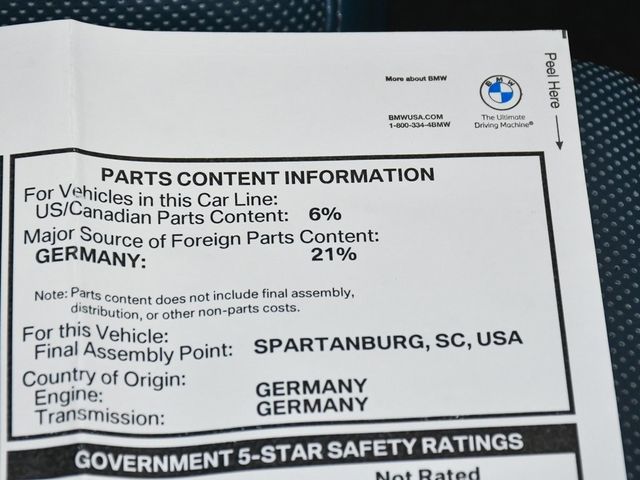 More about BMW
BMW
BMWUSA.COM
1-800-334-4BMW
The Ultimate
Driving Machine®
Peel Here
PARTS CONTENT INFORMATION
For Vehicles in this Car Line:
US/Canadian Parts Content: 6%
Major Source of Foreign Parts Content:
GERMANY: 21%
Note: Parts content does not include final assembly,
distribution, or other non-parts costs.
For this Vehicle:
Final Assembly Point: SPARTANBURG, SC, USA
Country of Origin:
Engine: GERMANY
Transmission: GERMANY
GOVERNMENT 5-STAR SAFETY RATINGS
Not Rated